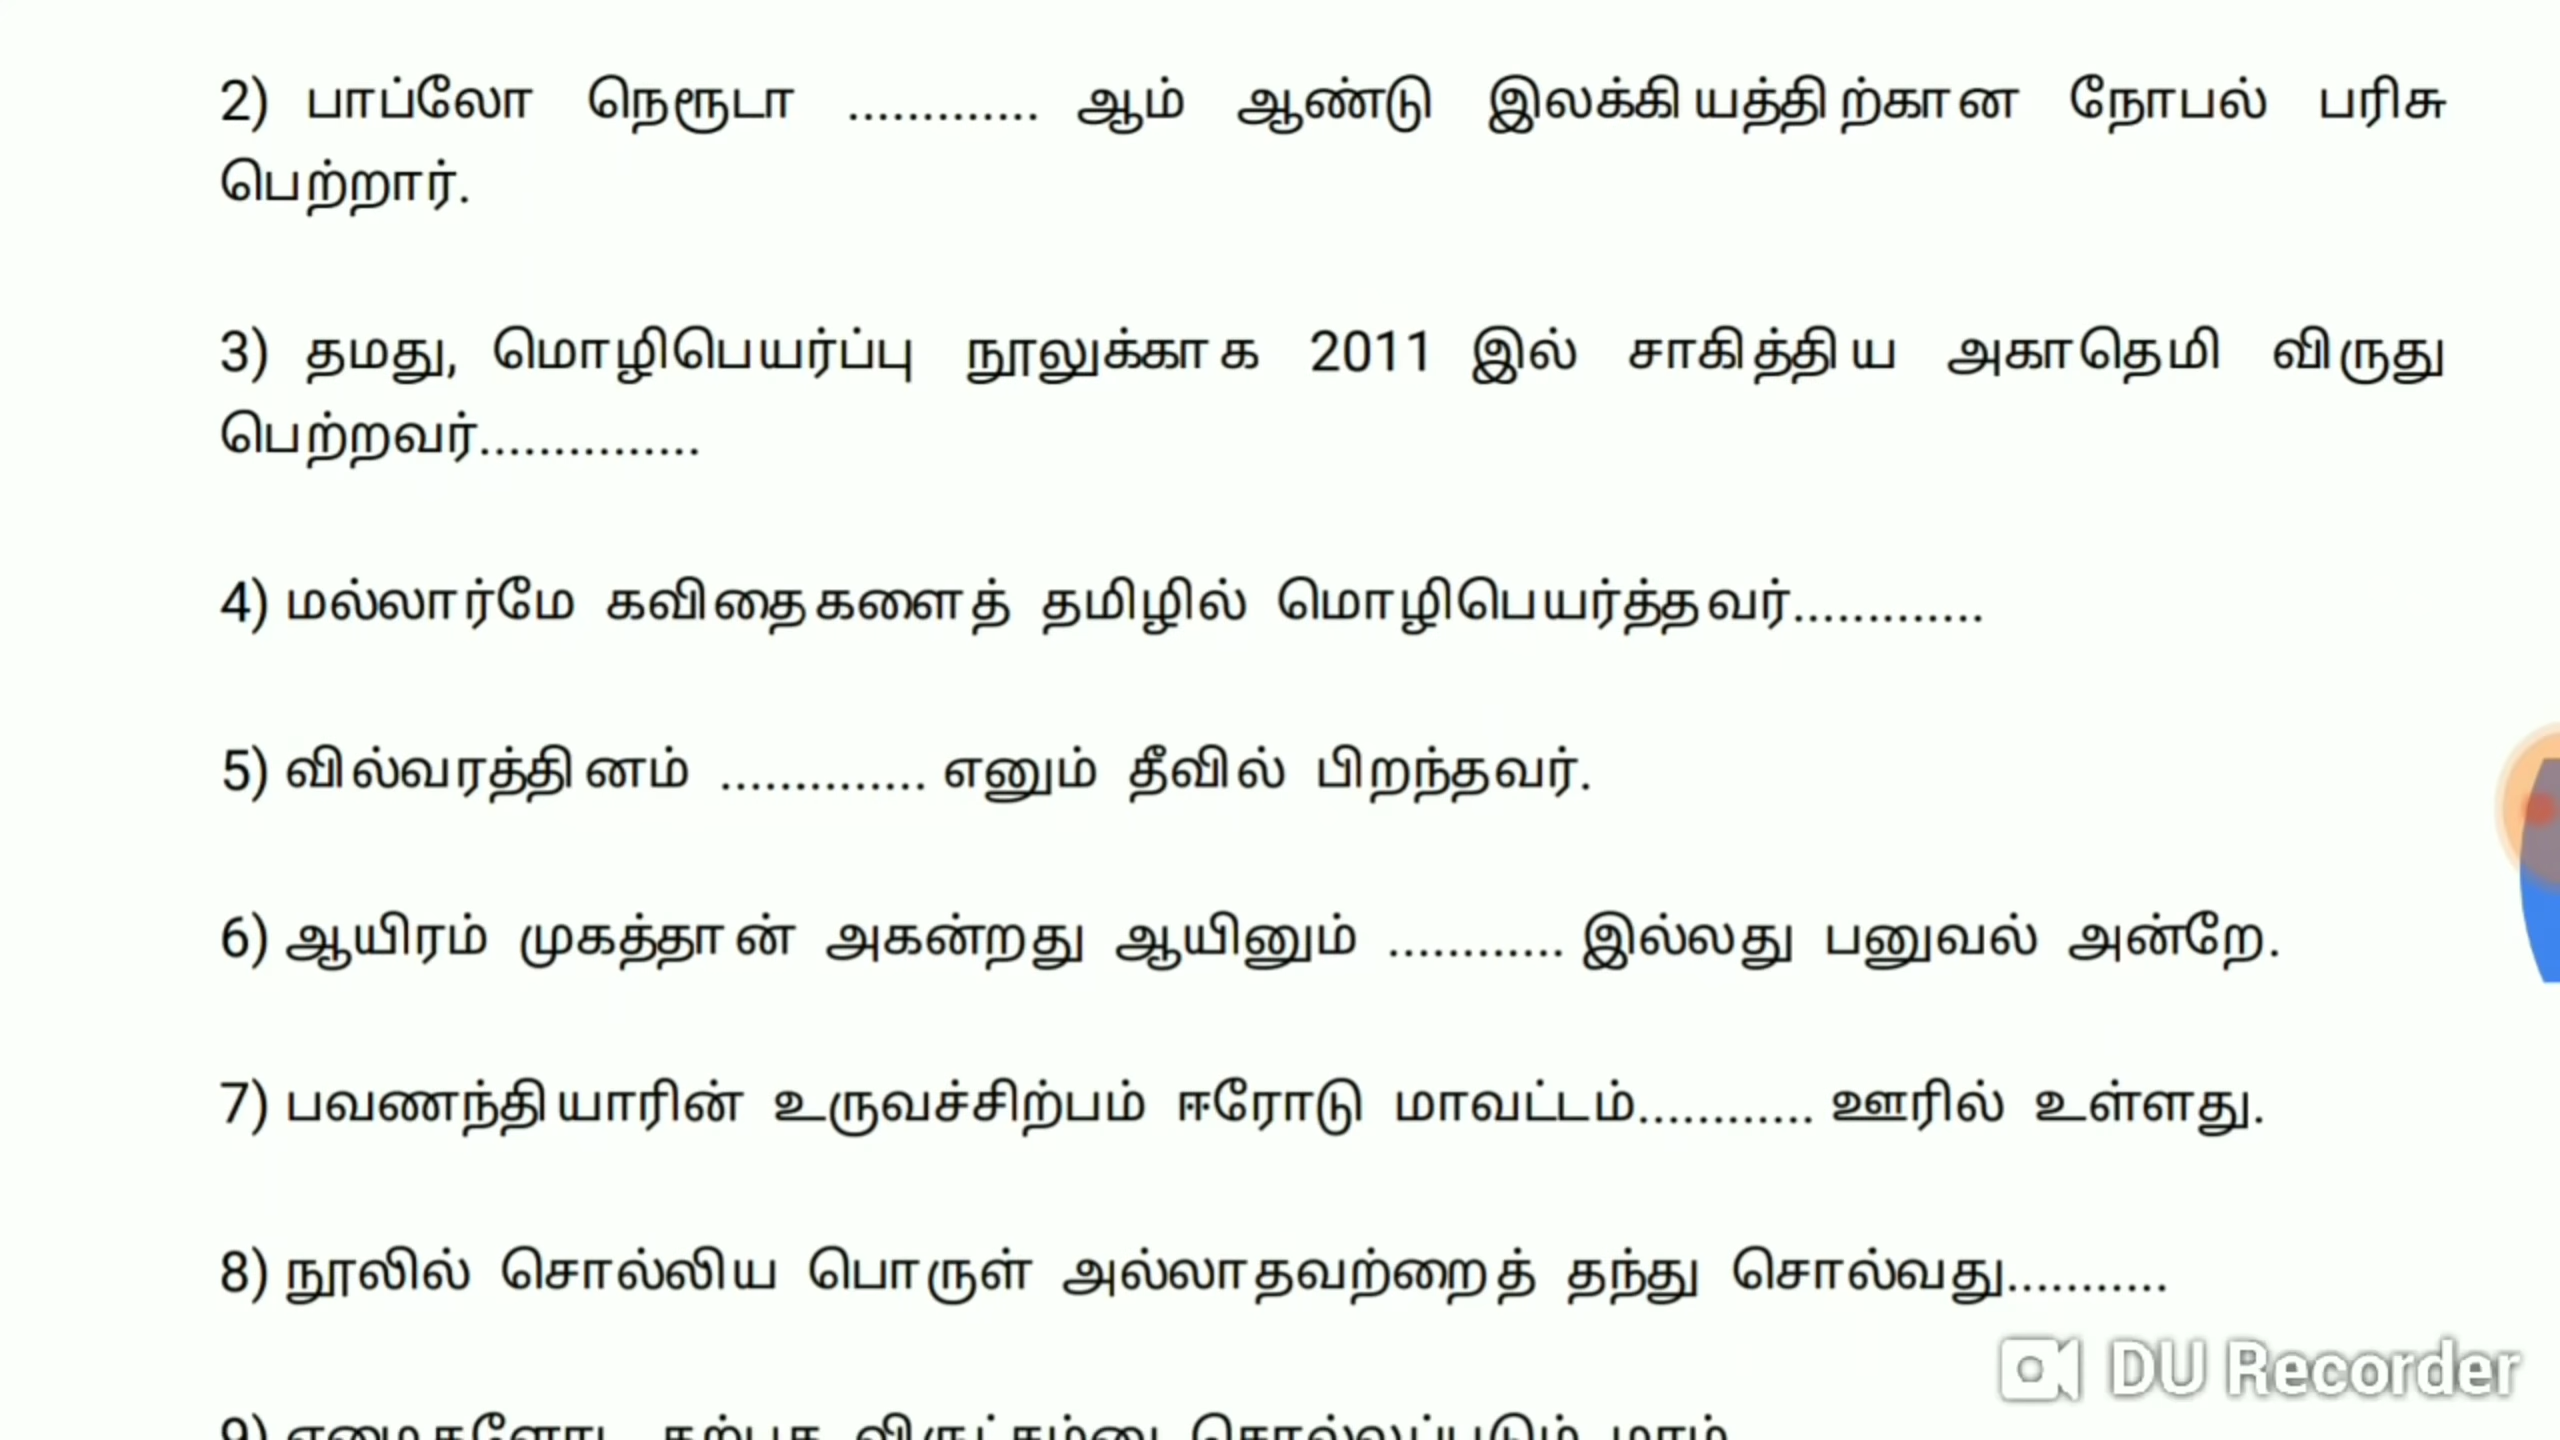 2) பாப்லோ நெரூடா ............. ஆம் ஆண்டு இலக்கியத்திற்கான நோபல் பரிசு
பெற்றார்.
3) தமது, மொழிபெயர்ப்பு நூலுக்காக 2011 இல் சாகித்திய அகாதெமி விருது
பெற்றவர்...............
4) மல்லார்மே கவிதைகளைத் தமிழில் மொழிபெயர்த்தவர்.............
5) வில்வரத்தினம் .............. எனும் தீவில் பிறந்தவர்.
6) ஆயிரம் முகத்தான் அகன்றது ஆயினும் ............ இல்லது பனுவல் அன்றே.
7) பவணந்தியாரின் உருவச்சிற்பம் ஈரோடு மாவட்டம்............ ஊரில் உள்ளது.
8) நூலில் சொல்லிய பொருள் அல்லாதவற்றைத் தந்து சொல்வது...........
DU Recorder